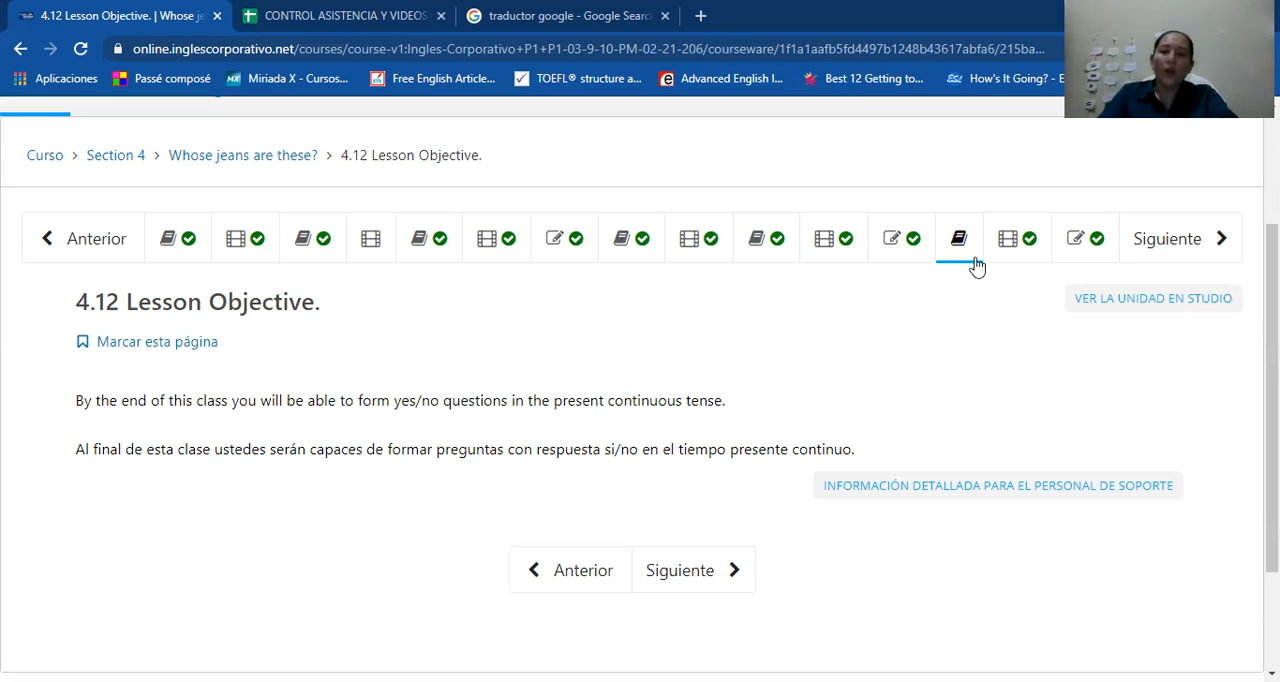 4.12 Lesson Objective. | Whose je
CONTROL ASISTENCIA Y VIDEOS
traductor google - Google Searc
online.inglescorporativo.net/courses/course-v1:Ingles-Corporativo+P1+P1-03-9-10-PM-02-21-206/courseware/1f1a1aafb5fd4497b1248b43617abfa6/215ba...
Aplicaciones Passé composé Miriada X - Cursos... Free English Article... TOEFL® structure a... Advanced English l... Best 12 Getting to... How's It Going? - E
Curso > Section 4 > Whose jeans are these? > 4.12 Lesson Objective.
Anterior
Siguiente
4.12 Lesson Objective.
VER LA UNIDAD EN STUDIO
Marcar esta página
By the end of this class you will be able to form yes/no questions in the present continuous tense.
Al final de esta clase ustedes serán capaces de formar preguntas con respuesta si/no en el tiempo presente continuo.
INFORMACIÓN DETALLADA PARA EL PERSONAL DE SOPORTE
Anterior
Siguiente